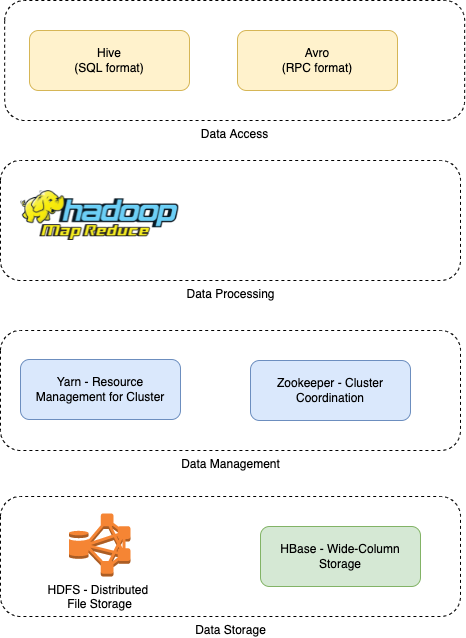 Hive
(SQL format)
Avro
(RPC format)
Data Access
hadoop
Map Reduce
Data Processing
Yarn - Resource
Management for Cluster
Zookeeper - Cluster
Coordination
Data Management
HDFS - Distributed
File Storage
HBase - Wide-Column
Storage
Data Storage